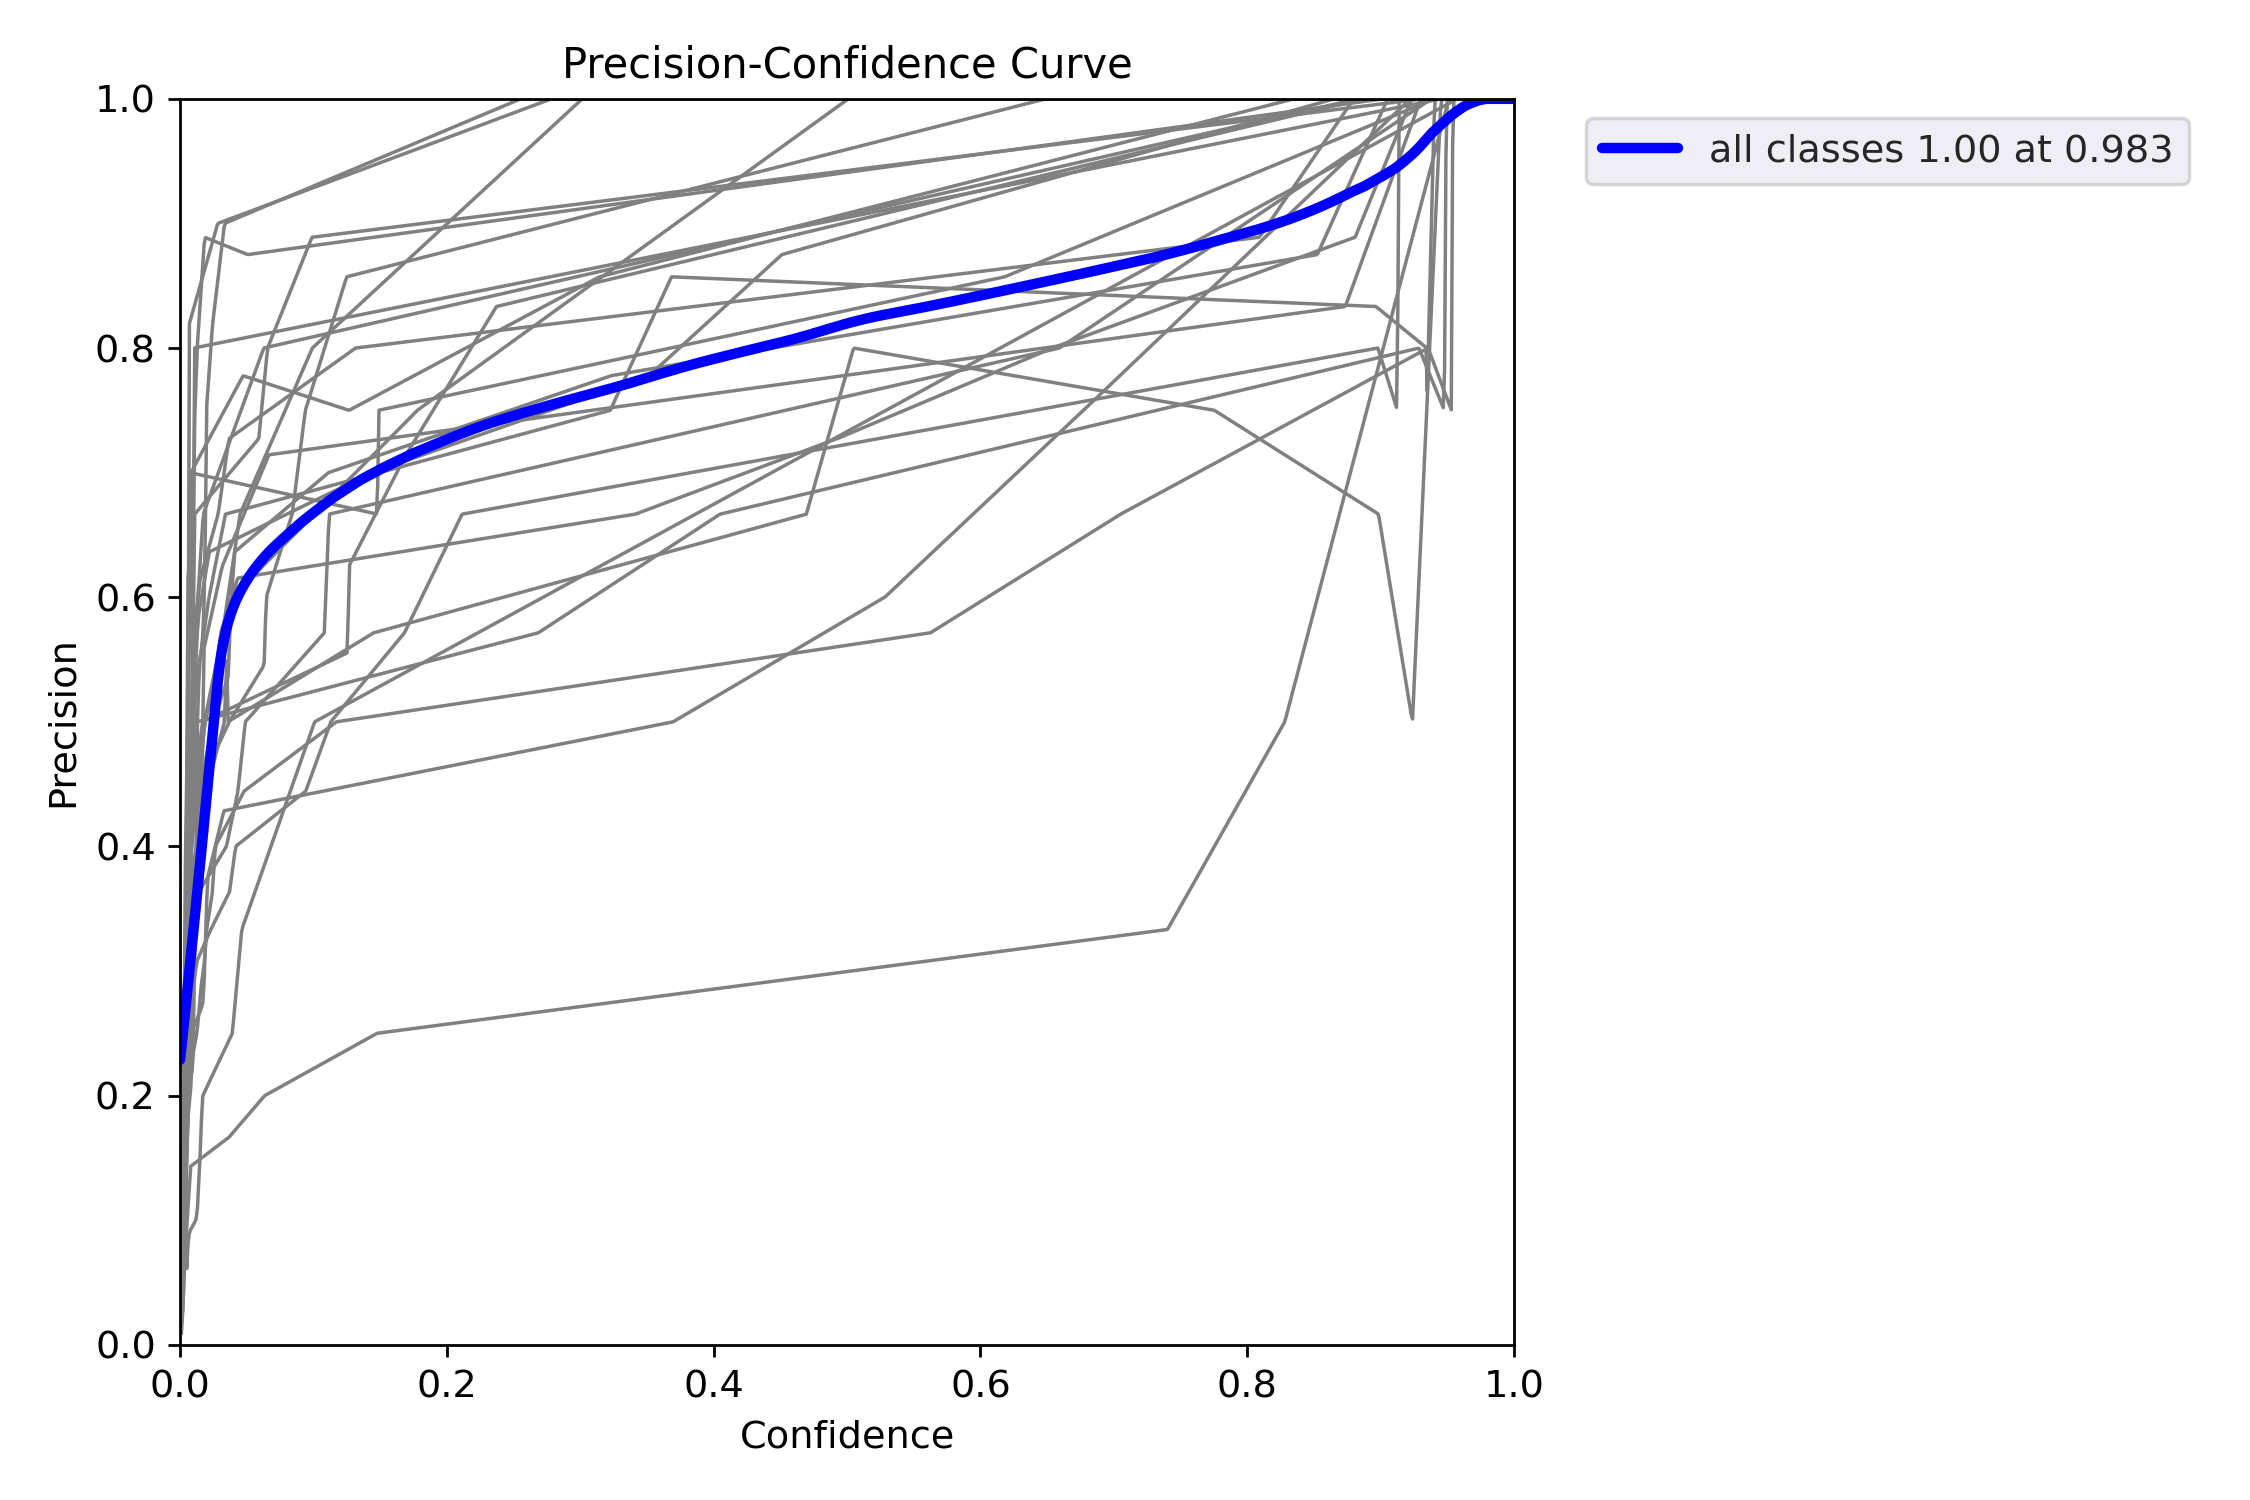 Precision-Confidence Curve
all classes 1.00 at 0.983
Precision
1.0
0.8
0.6
0.4
0.2
0.0
0.0 0.2 0.4 0.6 0.8 1.0
Confidence